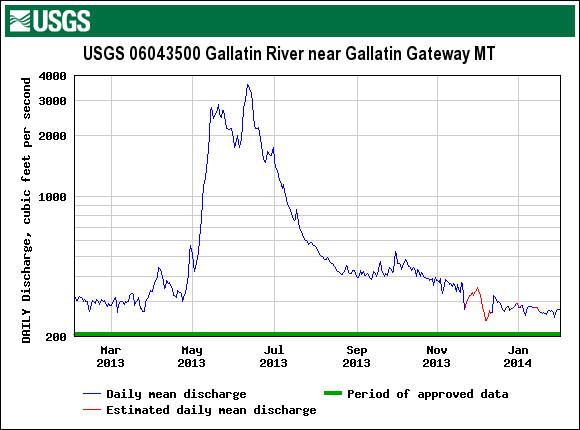 USGS
USGS 06043500 Gallatin River near Gallatin Gateway MT
DAILY Discharge, cubic feet per second
4000
3000
2000
1000
200
Mar 2013
May 2013
Jul 2013
Sep 2013
Nov 2013
Jan 2014
Daily mean discharge
Period of approved data
Estimated daily mean discharge